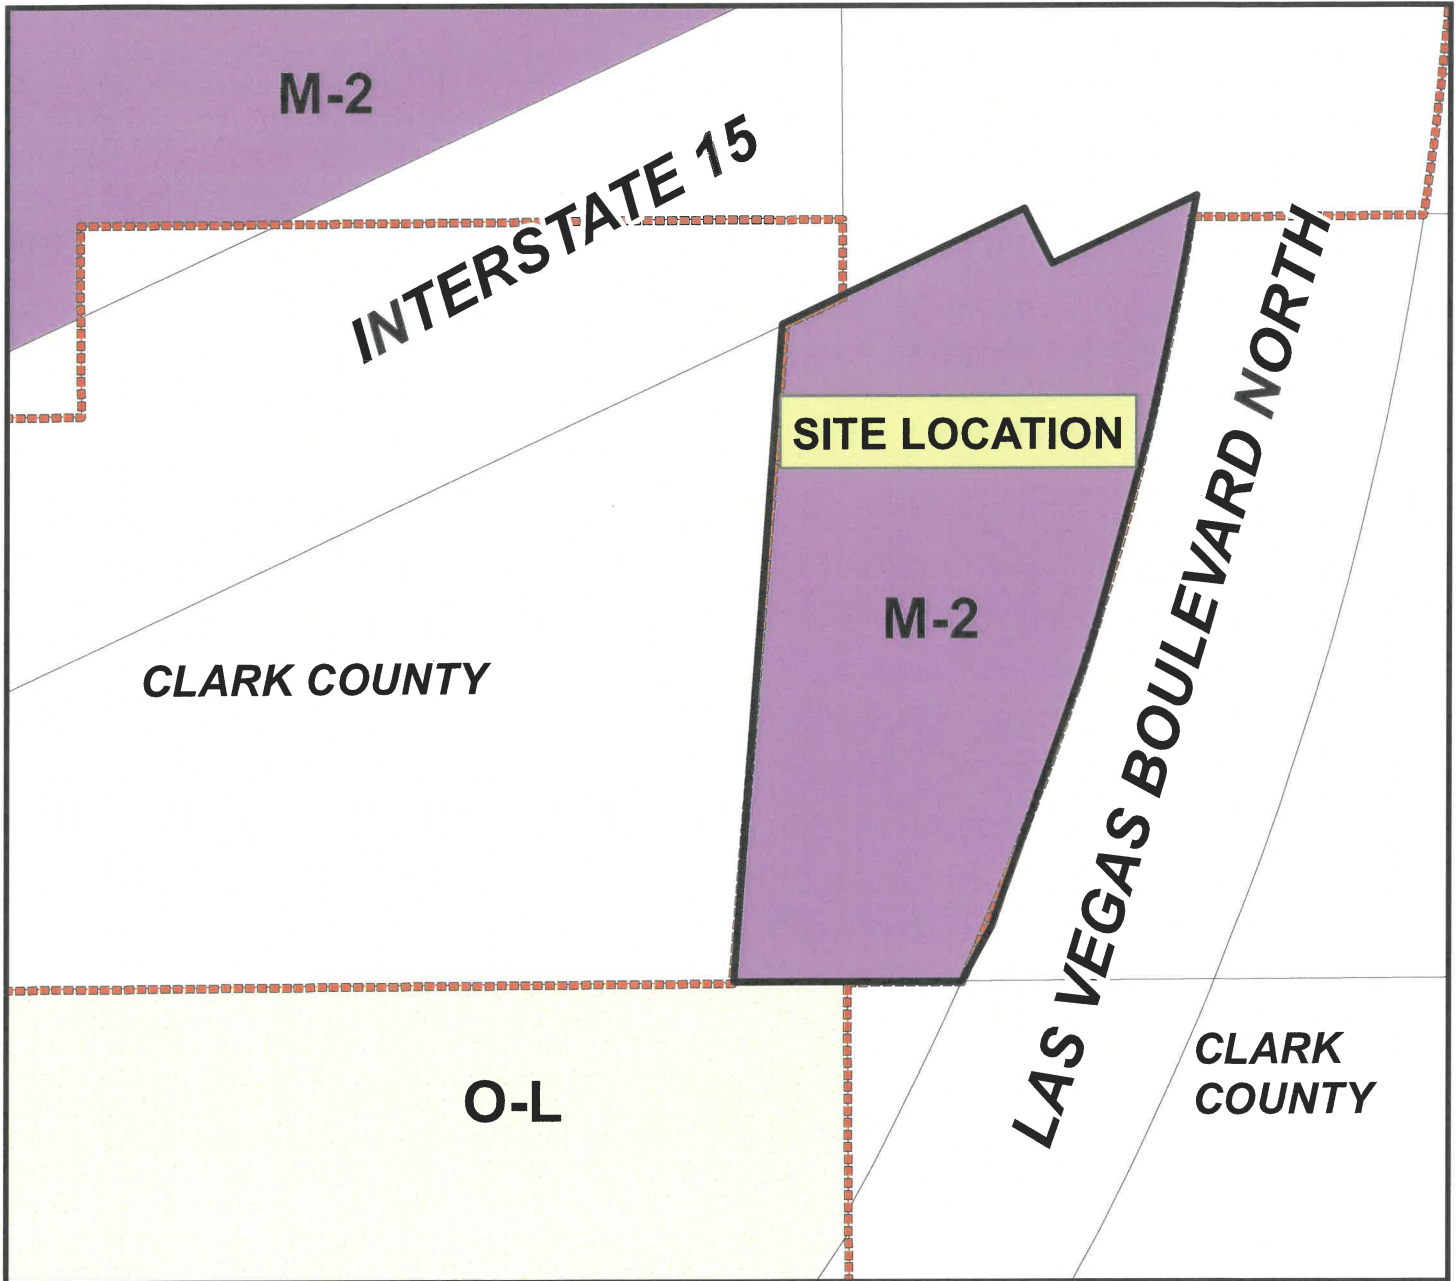 M-2
INTERSTATE 15
SITE LOCATION
M-2
LAS VEGAS BOULEVARD NORTH
CLARK COUNTY
O-L
CLARK
COUNTY